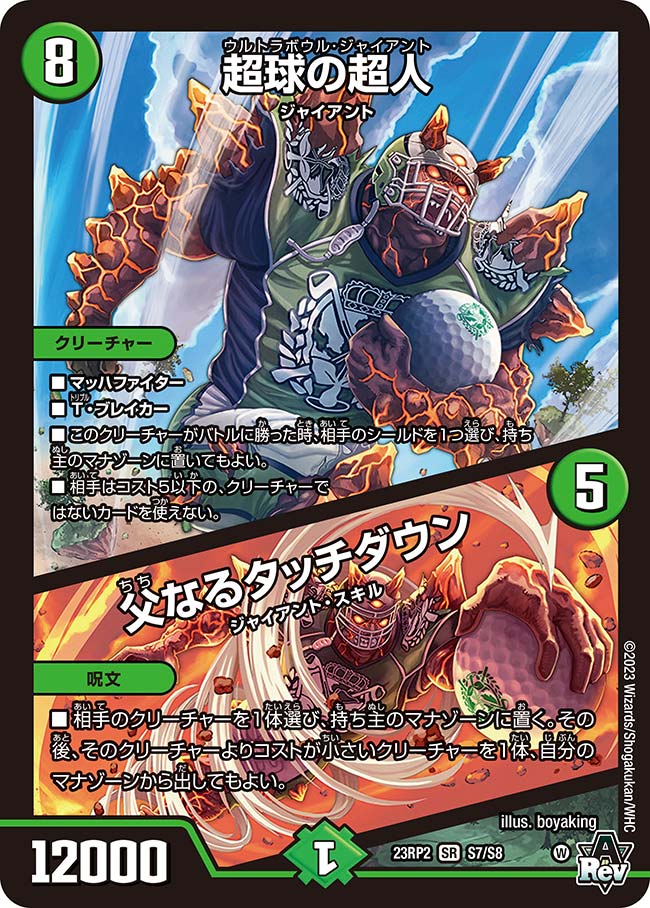 8
ウルトラボウル・ジャイアント
超球の超人
ジャイアント
クリーチャー
■ マッハファイター
■ T・ブレイカー
トリプル
■ このクリーチャーがバトルに勝った時、相手のシールドを1つ選び、持ち
主のマナゾーンに置いてもよい。
■ 相手はコスト5以下の、クリーチャーで
はないカードを使えない。
5
父なるタッチダウン
ちち
ジャイアント・スキル
呪文
■ 相手のクリーチャーを1体選び、持ち主のマナゾーンに置く。その
後、そのクリーチャーよりコストが小さいクリーチャーを1体、自分の
マナゾーンから出してもよい。
illus. boyaking
©2023 Wizards/Shogakukan/WHC
12000
1
23RP2 SR S7/S8
W
A
Rev